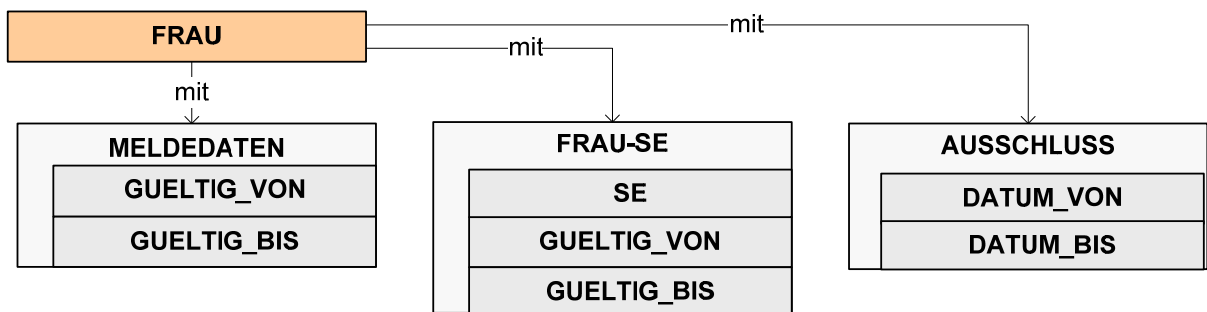 FRAU
mit
mit
mit
MELDEDATEN
GUELTIG_VON
GUELTIG_BIS
FRAU-SE
SE
GUELTIG_VON
GUELTIG_BIS
AUSSCHLUSS
DATUM_VON
DATUM_BIS